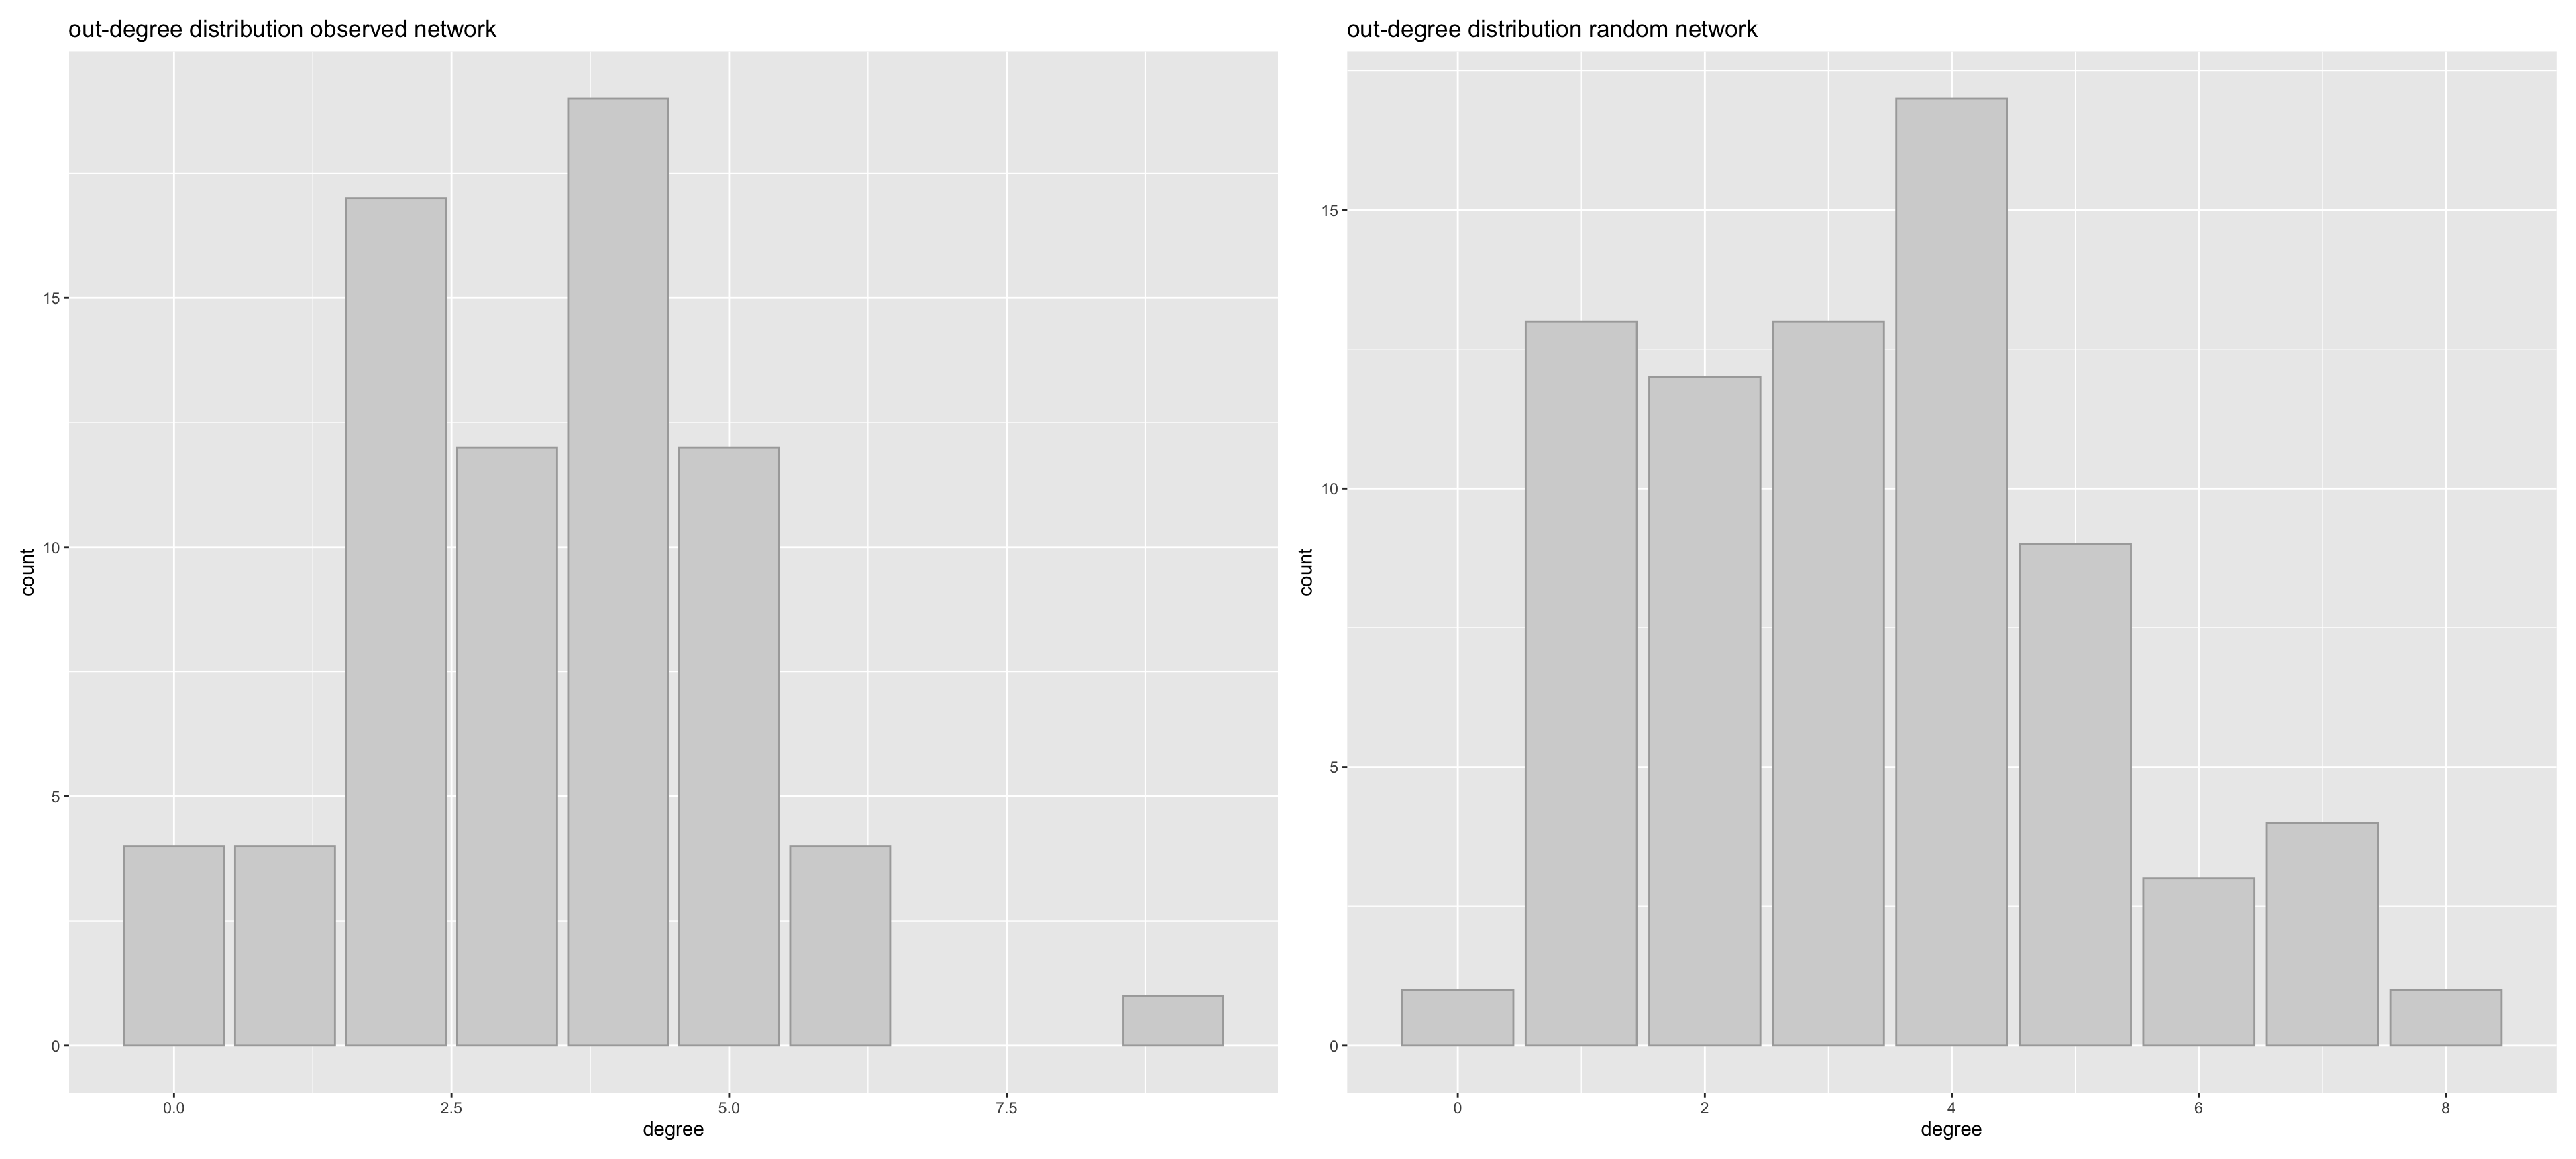 out-degree distribution observed network
count
15
10
5
0
0.0 2.5 5.0 7.5
degree
out-degree distribution random network
count
15
10
5
0
0 2 4 6 8
degree